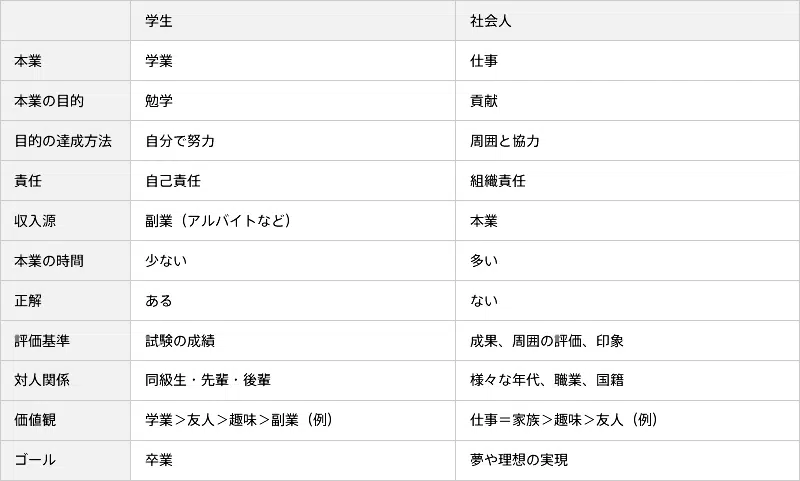 学生 社会人
本業 学業 仕事
本業の目的 勉学 貢献
目的の達成方法 自分で努力 周囲と協力
責任 自己責任 組織責任
収入源 副業（アルバイトなど） 本業
本業の時間 少ない 多い
正解 ある ない
評価基準 試験の成績 成果、周囲の評価、印象
対人関係 同級生・先輩・後輩 様々な年代、職業、国籍
価値観 学業＞友人＞趣味＞副業（例） 仕事＝家族＞趣味＞友人（例）
ゴール 卒業 夢や理想の実現